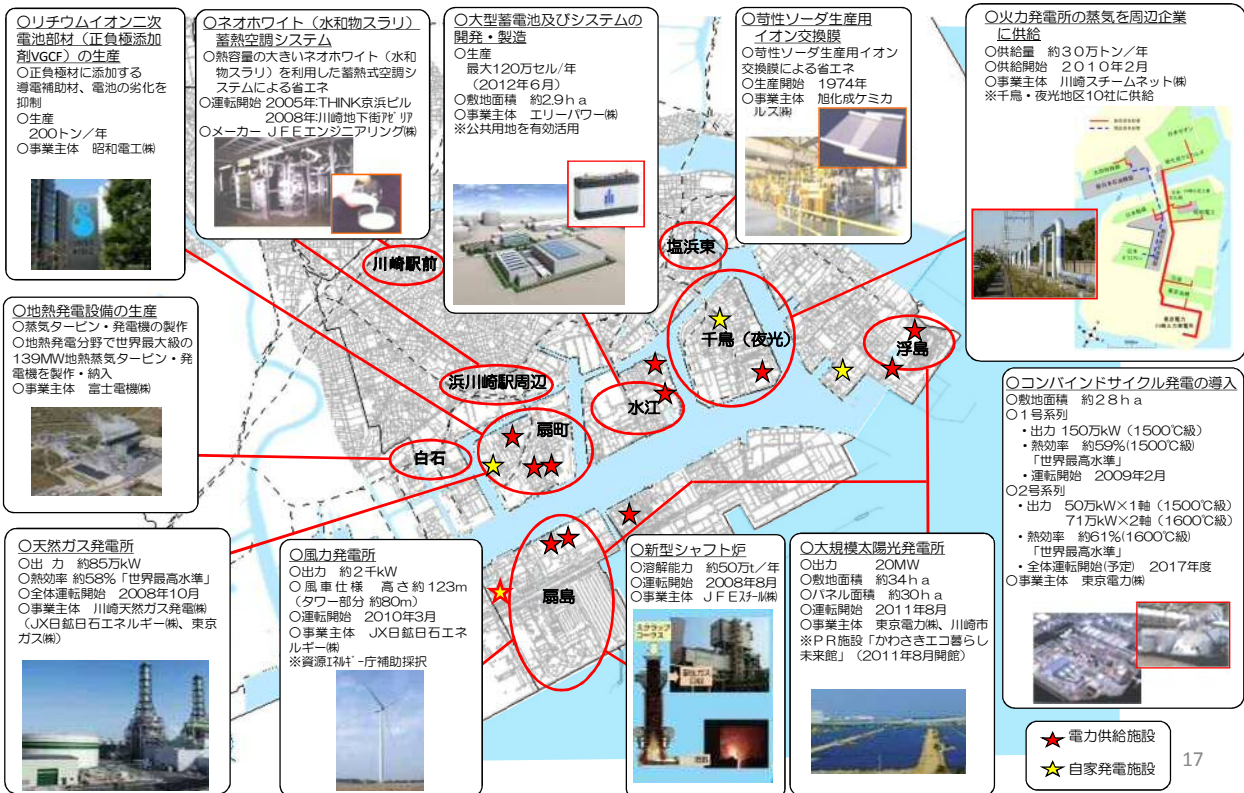 ○リチウムイオン二次
電池部材（正負極添加
剤VGCF）の生産
○正負極材に添加する
導電補助材、電池の劣化を
抑制
○生産
200トン／年
○事業主体　昭和電工㈱
○ネオホワイト（水和物スラリ）
蓄熱空調システム
○熱容量の大きいネオホワイト（水和
物スラリ）を利用した蓄熱式空調シ
ステムによる省エネ
○運転開始 2005年:THINK京浜ビル
2008年川崎地下街ｱｾﾞﾘｱ
○メーカー ＪＦＥエンジニアリング㈱
○大型蓄電池及びシステムの
開発・製造
○生産
最大120万セル/年
（2012年６月）
○敷地面積　約2.9ｈａ
○事業主体　エリーパワー㈱
※公共用地を有効活用
○苛性ソーダ生産用
イオン交換膜
○苛性ソーダ生産用イオン
交換膜による省エネ
○生産開始　1974年
○事業主体　旭化成ケミカ
ルズ㈱
○火力発電所の蒸気を周辺企業
に供給
○供給量　約３０万トン／年
○供給開始　２０１０年２月
○事業主体　川崎スチームネット㈱
※千鳥・夜光地区10社に供給
川崎駅前
塩浜東
千鳥（夜光）
浮島
浜川崎駅周辺
水江
扇町
白石
扇島
○地熱発電設備の生産
○蒸気タービン・発電機の製作
○地熱発電分野で世界最大級の
139MW地熱蒸気タービン・発
電機を製作・納入
○事業主体　富士電機㈱
○コンバインドサイクル発電の導入
○敷地面積　約２８ｈａ
○１号系列
・出力 150万kW（1500℃級）
・熱効率　約59%(1500℃級)
「世界最高水準」
・運転開始　2009年２月
○2号系列
・出力　50万kW×１軸（1500℃級）
71万kW×２軸（1600℃級）
・熱効率　約61%(1600℃級)
「世界最高水準」
・全体運転開始(予定)　2017年度
○事業主体　東京電力㈱
○天然ガス発電所
○出 力　約85万kW
○熱効率 約58%「世界最高水準」
○全体運転開始　2008年10月
○事業主体　川崎天然ガス発電㈱
（JX日鉱日石エネルギー㈱、東京
ガス㈱）
○風力発電所
○出力　約２千kW
○風車仕様　高さ約123m
（タワー部分 約80m）
○運転開始　2010年３月
○事業主体　JX日鉱日石エネ
ルギー㈱
※資源ｴﾈﾙｷﾞｰ庁補助採択
○新型シャフト炉
○溶解能力　約50万t／年
○運転開始　2008年８月
○事業主体　ＪＦＥｽﾁｰﾙ㈱
スクラップ
コークス
○大規模太陽光発電所
○出力　　20MW
○敷地面積　約34ｈａ
○パネル面積　約30ｈａ
○運転開始　2011年８月
○事業主体　東京電力㈱、川崎市
※ＰＲ施設「かわさきエコ暮らし
未来館」（2011年８月開館）
電力供給施設
自家発電施設
17